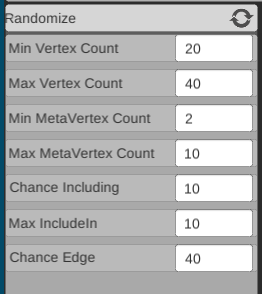 Randomize
Min Vertex Count 20
Max Vertex Count 40
Min MetaVertex Count 2
Max MetaVertex Count 10
Chance Including 10
Max IncludeIn 10
Chance Edge 40